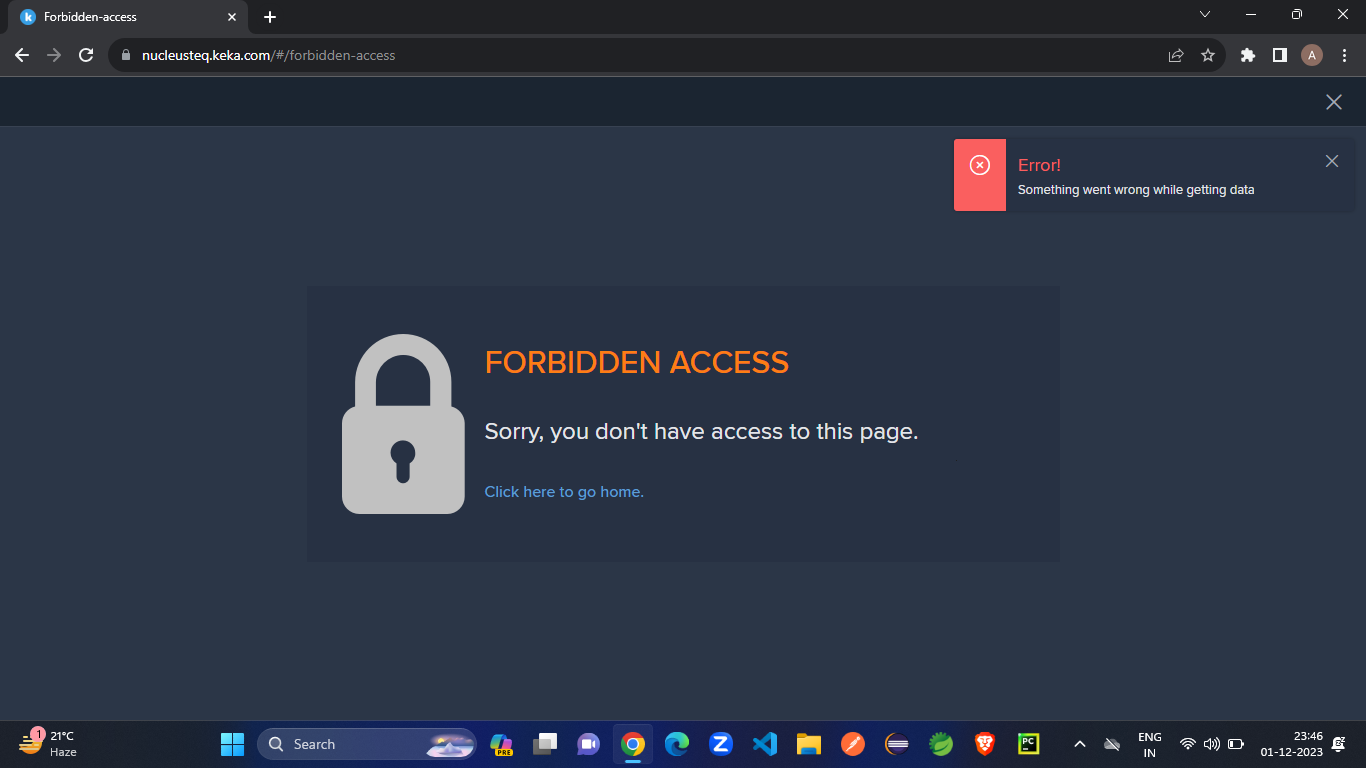 Forbidden-access
nucleusteq.keka.com/#/forbidden-access
A
Error!
Something went wrong while getting data
FORBIDDEN ACCESS
Sorry, you don't have access to this page.
Click here to go home.
1
21°C
Haze
Search
PRE
PC
ENG
IN
23:46
01-12-2023